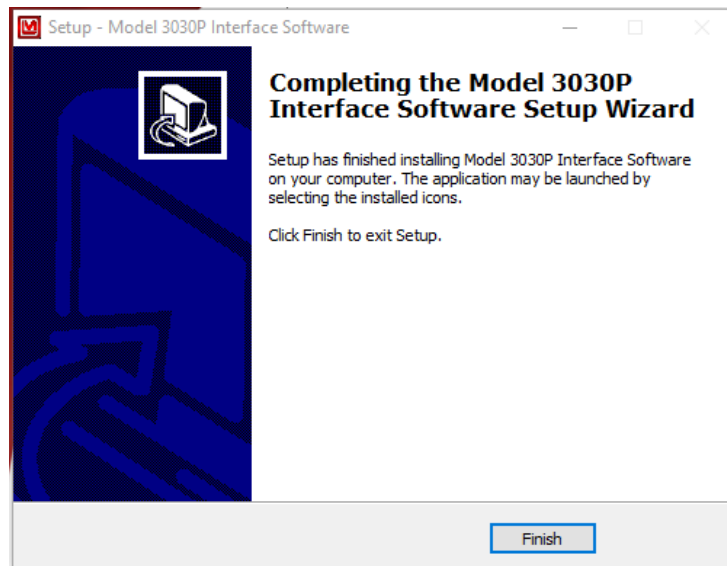 Setup - Model 3030P Interface Software
Completing the Model 3030P
Interface Software Setup Wizard
Setup has finished installing Model 3030P Interface Software
on your computer. The application may be launched by
selecting the installed icons.
Click Finish to exit Setup.
Finish